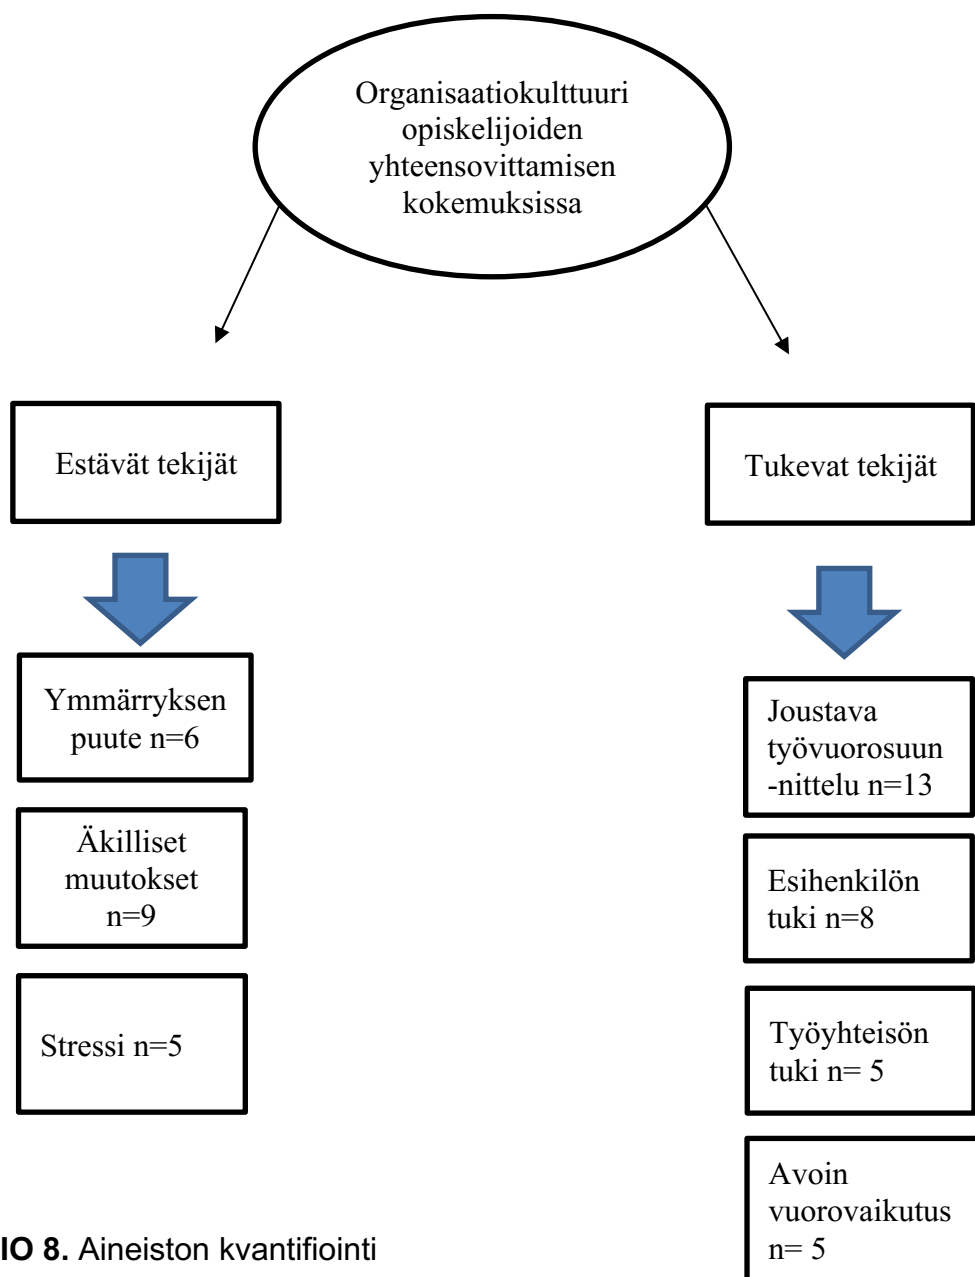 Organisaatiokulttuuri
opiskelijoiden
yhteensovittamisen
kokemuksissa
Estävät tekijät
Tukevat tekijät
Ymmärryksen
puute n=6
Äkilliset
muutokset
n=9
Stressi n=5
Joustava
työvuorosuun
-nittelu n=13
Esihenkilön
tuki n=8
Työyhteisön
tuki n= 5
Avoin
vuorovaikutus
n= 5
IO 8. Aineiston kvantifiointi